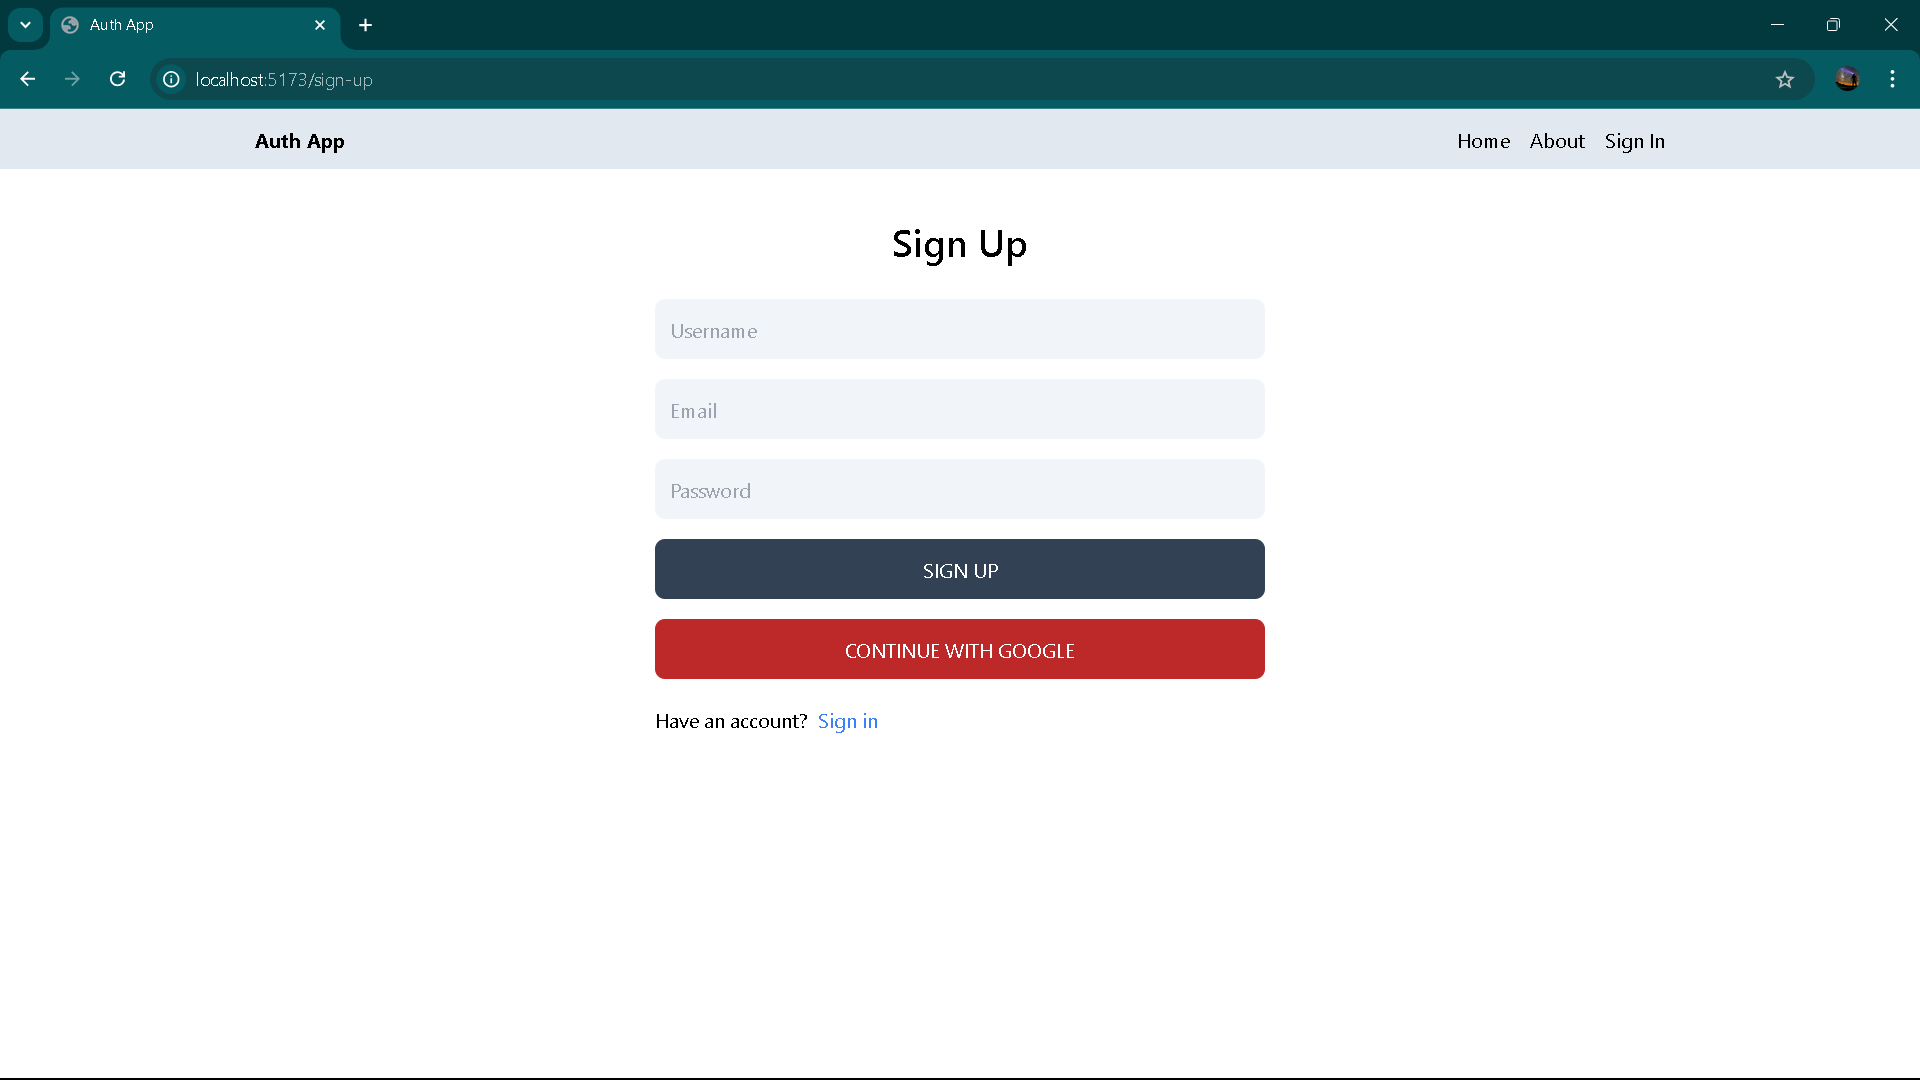 Auth App
localhost:5173/sign-up
Auth App Home About Sign In
Sign Up
Username
Email
Password
SIGN UP
CONTINUE WITH GOOGLE
Have an account? Sign in